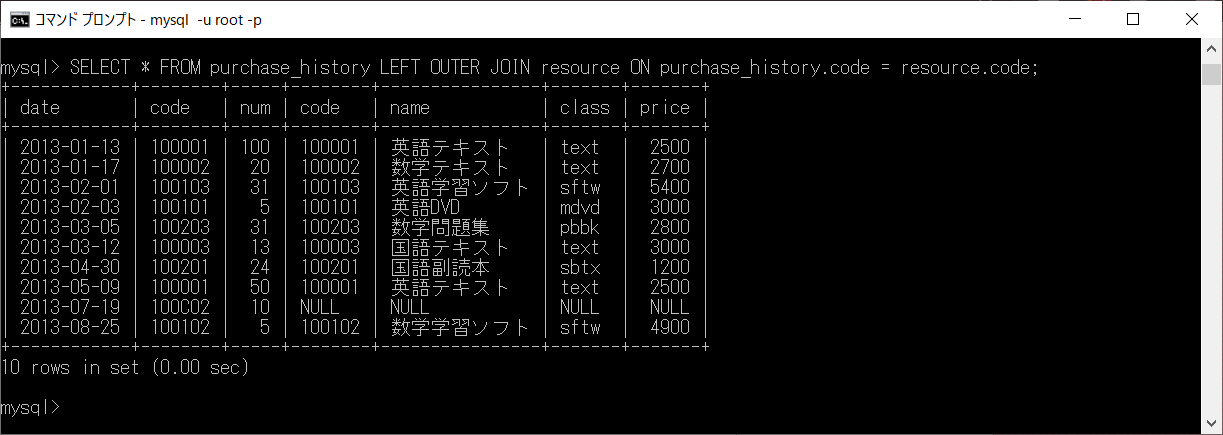 コマンド プロンプト - mysql -u root -p
mysql> SELECT * FROM purchase_history LEFT OUTER JOIN resource ON purchase_history.code = resource.code;
+------------+--------+-----+--------+----------------+-------+-------+
| date       | code   | num | code   | name           | class | price |
+------------+--------+-----+--------+----------------+-------+-------+
| 2013-01-13 | 100001 | 100 | 100001 | 英語テキスト   | text  |  2500 |
| 2013-01-17 | 100002 |  20 | 100002 | 数学テキスト   | text  |  2700 |
| 2013-02-01 | 100103 |  31 | 100103 | 英語学習ソフト | sftw  |  5400 |
| 2013-02-03 | 100101 |   5 | 100101 | 英語DVD        | mdvd  |  3000 |
| 2013-03-05 | 100203 |  31 | 100203 | 数学問題集     | pbbk  |  2800 |
| 2013-03-12 | 100003 |  13 | 100003 | 国語テキスト   | text  |  3000 |
| 2013-04-30 | 100201 |  24 | 100201 | 国語副読本     | sbtx  |  1200 |
| 2013-05-09 | 100001 |  50 | 100001 | 英語テキスト   | text  |  2500 |
| 2013-07-19 | 100C02 |  10 | NULL   | NULL           | NULL  |  NULL |
| 2013-08-25 | 100102 |   5 | 100102 | 数学学習ソフト | sftw  |  4900 |
+------------+--------+-----+--------+----------------+-------+-------+
10 rows in set (0.00 sec)
mysql>